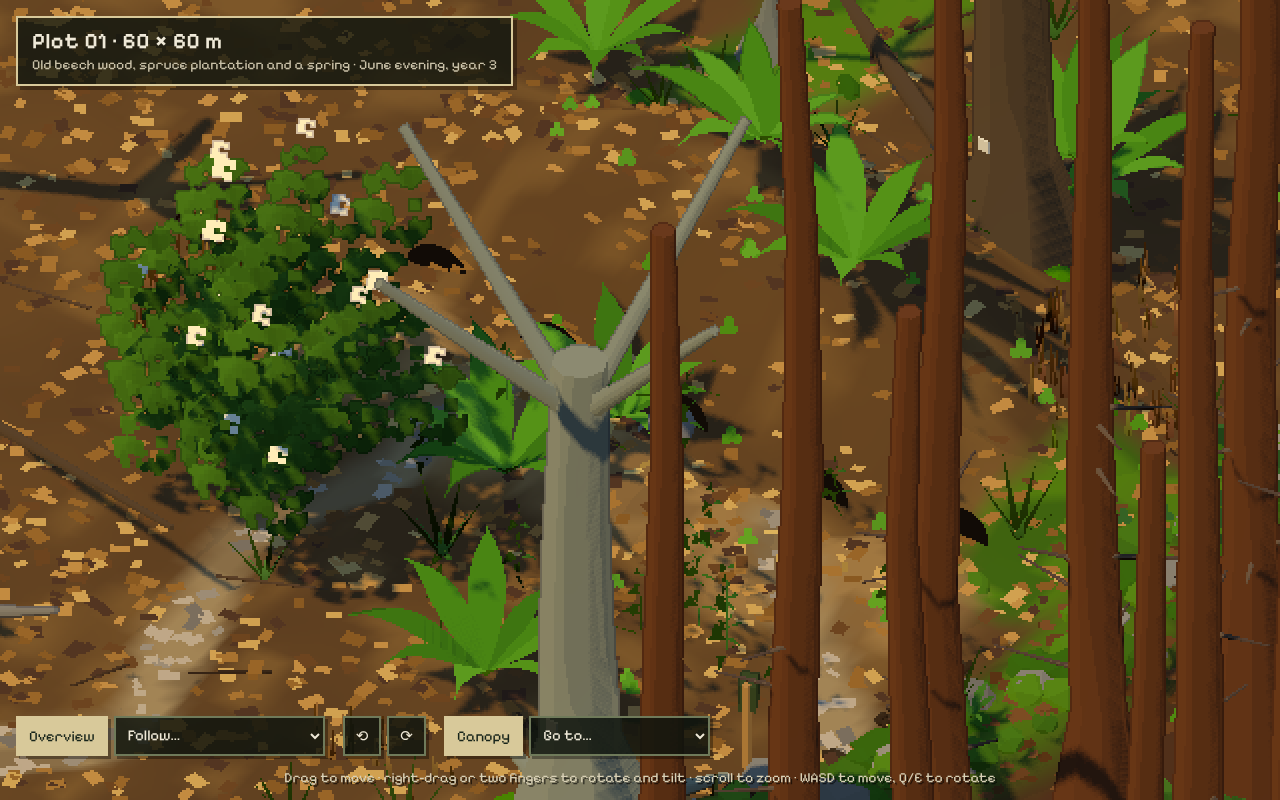 Plot 01 · 60 × 60 m
Old beech wood, spruce plantation and a spring · June evening, year 3
Overview
Follow...
⟲
⟳
Canopy
Go to...
Drag to move · right-drag or two fingers to rotate and tilt · scroll to zoom · WASD to move, Q/E to rotate